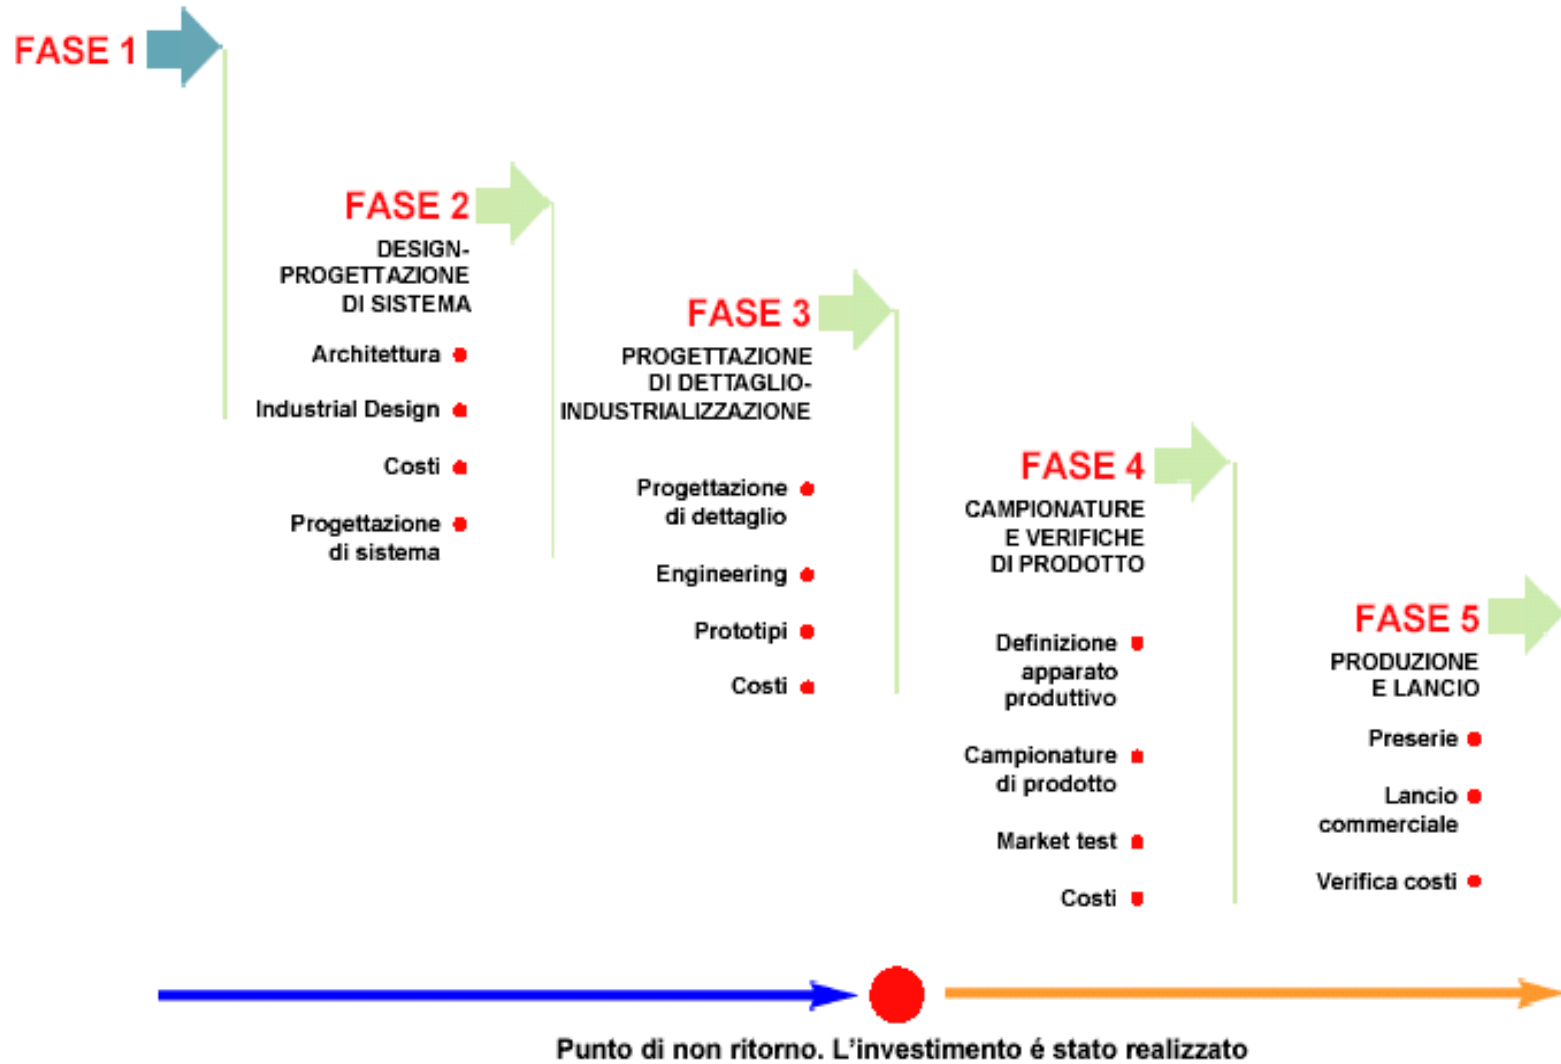 FASE 1
FASE 2
DESIGN-
PROGETTAZIONE
DI SISTEMA
Architettura
Industrial Design
Costi
Progettazione
di sistema
FASE 3
PROGETTAZIONE
DI DETTAGLIO-
INDUSTRIALIZZAZIONE
Progettazione
di dettaglio
Engineering
Prototipi
Costi
FASE 4
CAMPIONATURE
E VERIFICHE
DI PRODOTTO
Definizione
apparato
produttivo
Campionature
di prodotto
Market test
Costi
FASE 5
PRODUZIONE
E LANCIO
Preserie
Lancio
commerciale
Verifica costi
Punto di non ritorno. L'investimento é stato realizzato